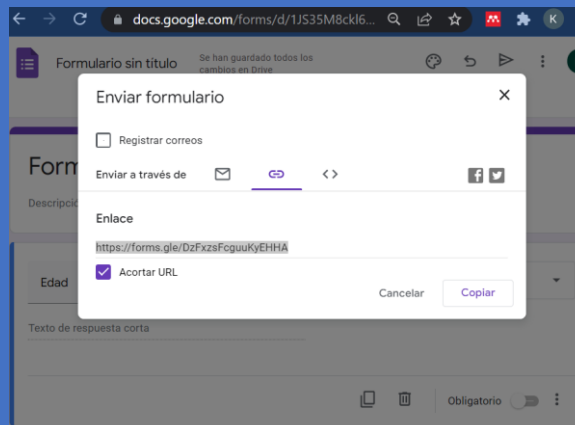 docs.google.com/forms/d/1JS35M8ckl6...
K
Formulario sin título
Se han guardado todos los
cambios en Drive
Enviar formulario
Registrar correos
Form
Enviar a través de
Descripció
Enlace
https://forms.gle/DzFxzsFcguuKyEHHA
Acortar URL
Edad
Cancelar
Copiar
Texto de respuesta corta
Obligatorio